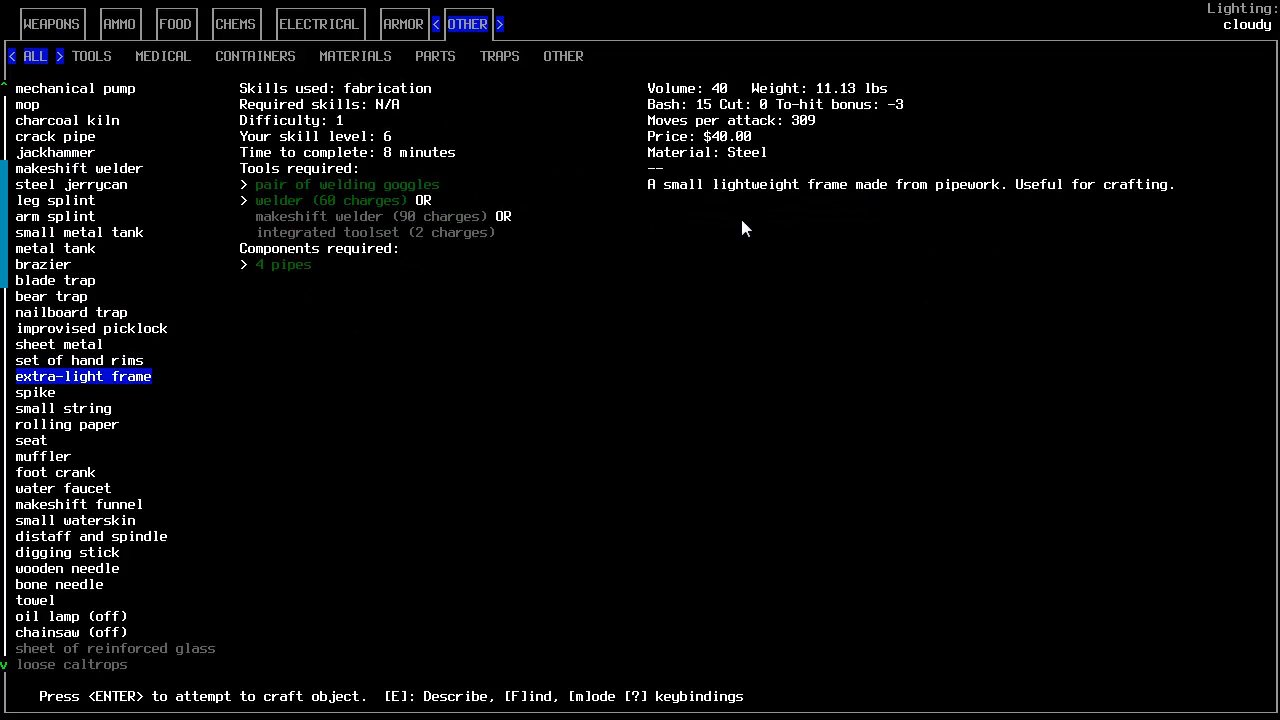 Lighting:
WEAPONS AMMO FOOD CHEMS ELECTRICAL ARMOR < OTHER > cloudy
< ALL > TOOLS MEDICAL CONTAINERS MATERIALS PARTS TRAPS OTHER
^ mechanical pump Skills used: fabrication Volume: 40 Weight: 11.13 lbs
mop Required skills: N/A Bash: 15 Cut: 0 To-hit bonus: -3
charcoal kiln Difficulty: 1 Moves per attack: 309
crack pipe Your skill level: 6 Price: $40.00
jackhammer Time to complete: 8 minutes Material: Steel
makeshift welder Tools required: --
steel jerrycan > pair of welding goggles A small lightweight frame made from pipework. Useful for crafting.
leg splint > welder (60 charges) OR
arm splint makeshift welder (90 charges) OR
small metal tank integrated toolset (2 charges)
metal tank Components required:
brazier > 4 pipes
blade trap
bear trap
nailboard trap
improvised picklock
sheet metal
set of hand rims
extra-light frame
spike
small string
rolling paper
seat
muffler
foot crank
water faucet
makeshift funnel
small waterskin
distaff and spindle
digging stick
wooden needle
bone needle
towel
oil lamp (off)
chainsaw (off)
sheet of reinforced glass
v loose caltrops
Press <ENTER> to attempt to craft object. [E]: Describe, [F]ind, [m]ode [?] keybindings